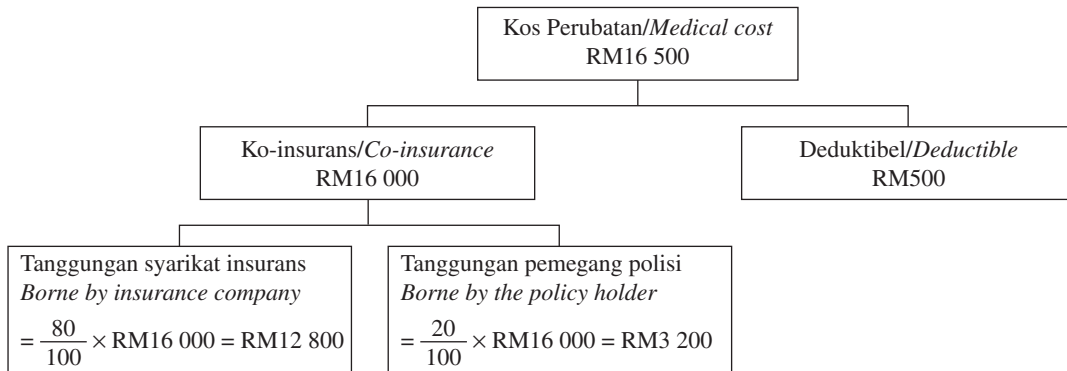 Kos Perubatan/Medical cost
RM16 500
Ko-insurans/Co-insurance
RM16 000
Deduktibel/Deductible
RM500
Tanggungan syarikat insurans
Borne by insurance company
= 80/100 × RM16 000 = RM12 800
Tanggungan pemegang polisi
Borne by the policy holder
= 20/100 × RM16 000 = RM3 200